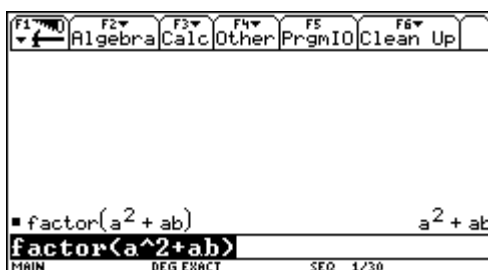 F1 F2 F3 F4 F5 F6
Algebra Calc Other PrgmIO Clean Up
factor(a² + ab) a² + ab
factor(a^2+ab)
MAIN DEG EXACT SEQ 1/30